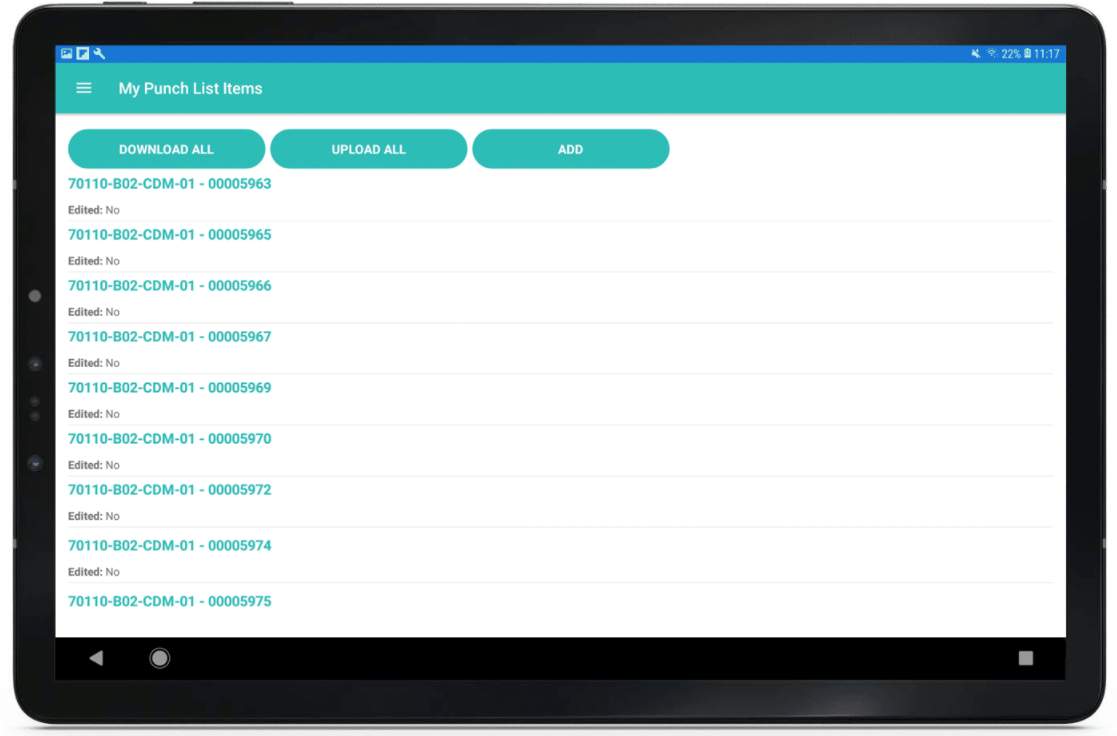 22% 11:17
My Punch List Items
DOWNLOAD ALL UPLOAD ALL ADD
70110-B02-CDM-01 - 00005963
Edited: No
70110-B02-CDM-01 - 00005965
Edited: No
70110-B02-CDM-01 - 00005966
Edited: No
70110-B02-CDM-01 - 00005967
Edited: No
70110-B02-CDM-01 - 00005969
Edited: No
70110-B02-CDM-01 - 00005970
Edited: No
70110-B02-CDM-01 - 00005972
Edited: No
70110-B02-CDM-01 - 00005974
Edited: No
70110-B02-CDM-01 - 00005975